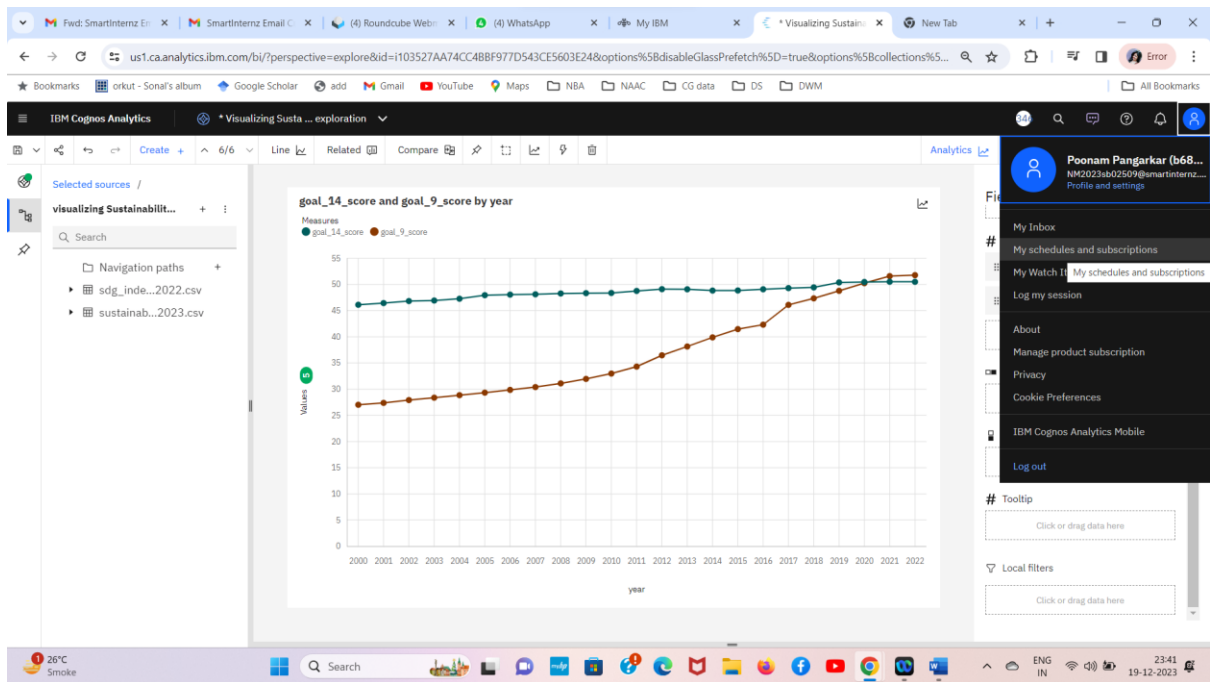 Fwd: SmartInternz En
SmartInternz Email C
(4) Roundcube Webm
(4) WhatsApp
My IBM
* Visualizing Sustaina
New Tab
us1.ca.analytics.ibm.com/bi/?perspective=explore&id=i103527AA74CC4BBF977D543CE5603E24&options%5BdisableGlassPrefetch%5D=true&options%5Bcollections%5...
Error
Bookmarks
orkut - Sonal's album
Google Scholar
add
Gmail
YouTube
Maps
NBA
NAAC
CG data
DS
DWM
All Bookmarks
IBM Cognos Analytics
* Visualizing Susta ... exploration
Create +
6/6
Line
Related
Compare
Analytics
Selected sources /
visualizing Sustainabilit...
Search
Navigation paths
sdg_inde...2022.csv
sustainab...2023.csv
goal_14_score and goal_9_score by year
Measures
goal_14_score
goal_9_score
55
50
45
40
35
30
25
20
15
10
5
0
Values
5
2000 2001 2002 2003 2004 2005 2006 2007 2008 2009 2010 2011 2012 2013 2014 2015 2016 2017 2018 2019 2020 2021 2022
year
Fie
Poonam Pangarkar (b68...
NM2023sb02509@smartinternz....
Profile and settings
My Inbox
My schedules and subscriptions
My Watch It
My schedules and subscriptions
Log my session
About
Manage product subscription
Privacy
Cookie Preferences
IBM Cognos Analytics Mobile
Log out
# Tooltip
Click or drag data here
Local filters
Click or drag data here
1
26°C
Smoke
Search
ENG
IN
23:41
19-12-2023